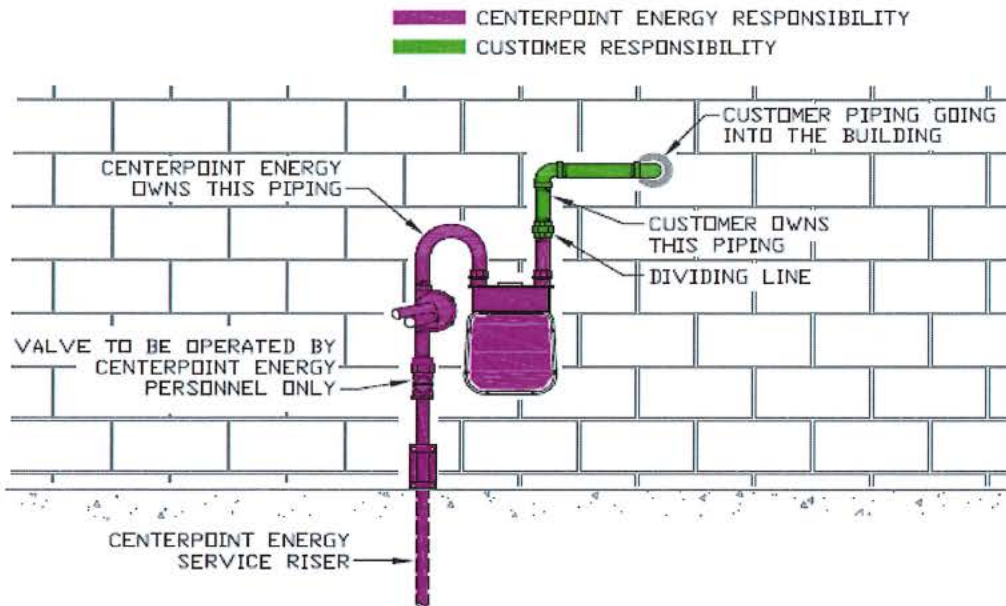 CENTERPOINT ENERGY RESPONSIBILITY
CUSTOMER RESPONSIBILITY
CUSTOMER PIPING GOING
INTO THE BUILDING
CENTERPOINT ENERGY
OWNS THIS PIPING
CUSTOMER OWNS
THIS PIPING
DIVIDING LINE
VALVE TO BE OPERATED BY
CENTERPOINT ENERGY
PERSONNEL ONLY
CENTERPOINT ENERGY
SERVICE RISER